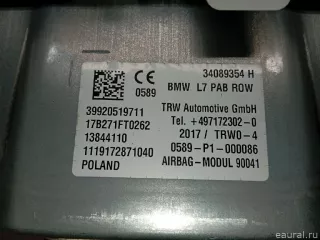 34089354 H
BMW L7 PAB ROW
CE
0589
39920519711
17B271FT0262
13844110
1119172871040
POLAND
TRW Automotive GmbH
Tel. +497172302-0
2017 / TRW0-4
0589-P1-000086
AIRBAG-MODUL 90041
eaural.ru